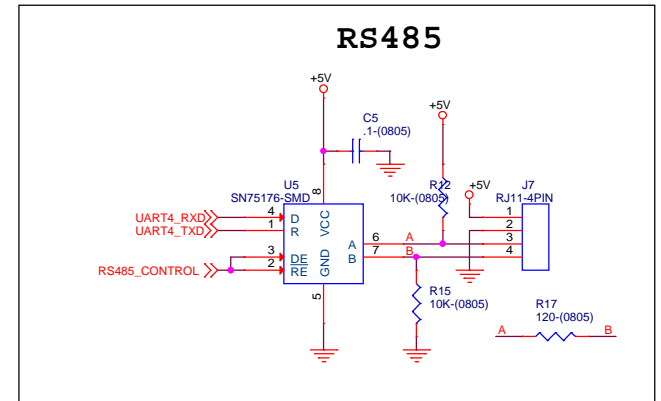 RS485
+5V
+5V
C5
.1-(0805)
U5
SN75176-SMD
R12
10K-(0805)
+5V
J7
RJ11-4PIN
8
VCC
UART4_RXD
4
D
UART4_TXD
1
R
A
6
A
B
7
B
1
2
3
4
RS485_CONTROL
3
DE
2
RE
GND
5
R15
10K-(0805)
R17
120-(0805)
A
B